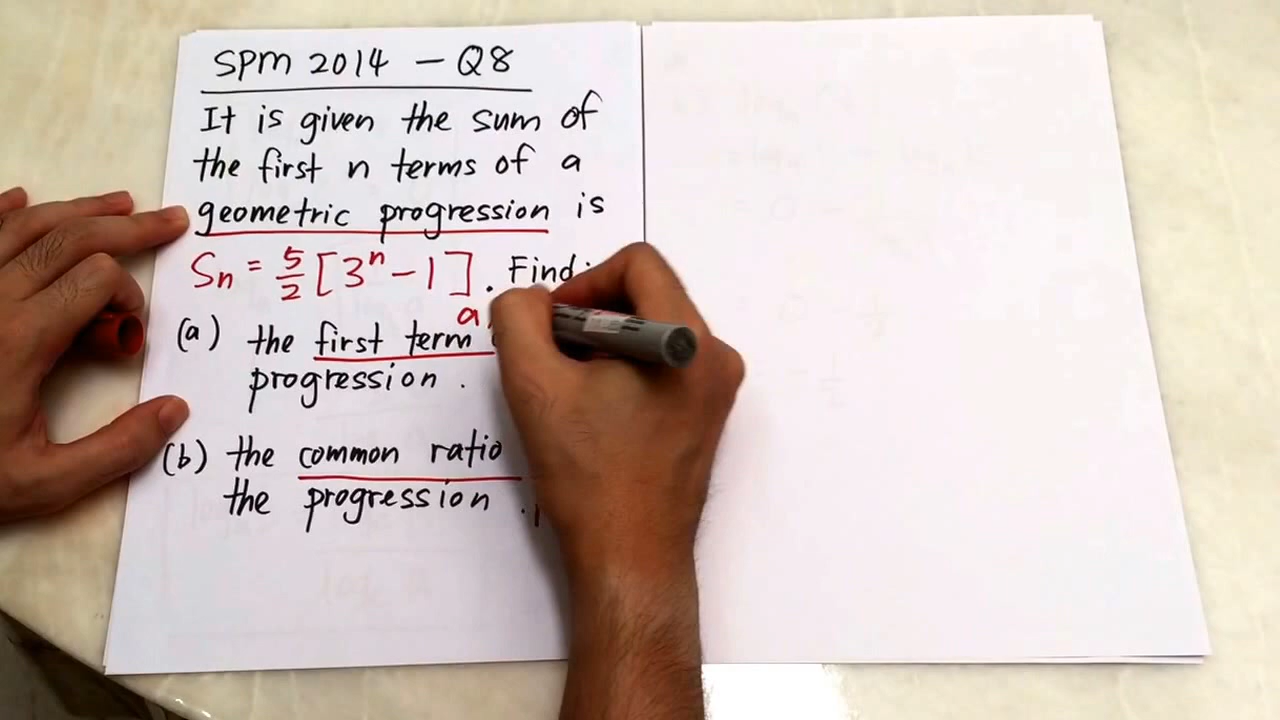 SPM 2014 - Q8
It is given the sum of
the first n terms of a
geometric progression is
Sn = 5/2 [3^n - 1]. Find:
a
(a) the first term
progression.
(b) the common ratio
the progression.